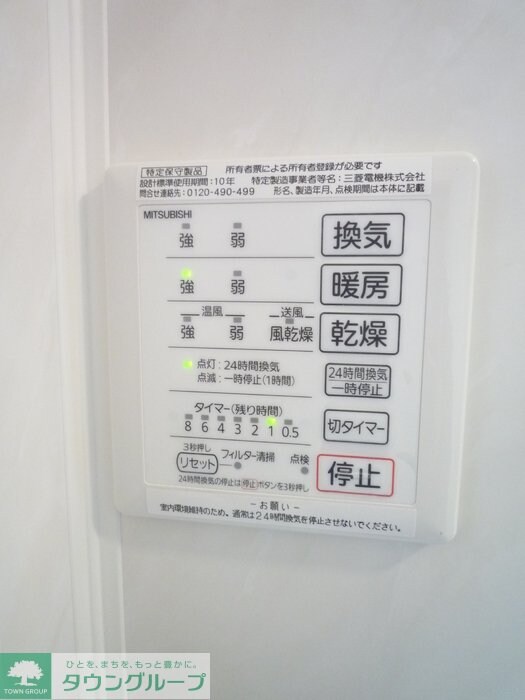 特定保守製品 所有者票による所有者登録が必要です
設計標準使用期間:10年 特定製造事業者等名:三菱電機株式会社
問合せ連絡先:0120-490-499 形名、製造年月、点検期間は本体に記載
MITSUBISHI
強 弱 換気
強 弱 暖房
温風 送風
強 弱 風乾燥 乾燥
点灯:24時間換気
点滅:一時停止(1時間)
24時間換気
一時停止
タイマー(残り時間)
8 6 4 3 2 1 0.5
切タイマー
3秒押し
リセット フィルター清掃 点検
停止
24時間換気の停止は停止ボタンを3秒押し
-お願い-
室内環境維持のため、通常は24時間換気を停止させないでください。
TOWN GROUP
ひとを、まちを、もっと豊かに。
タウングループ